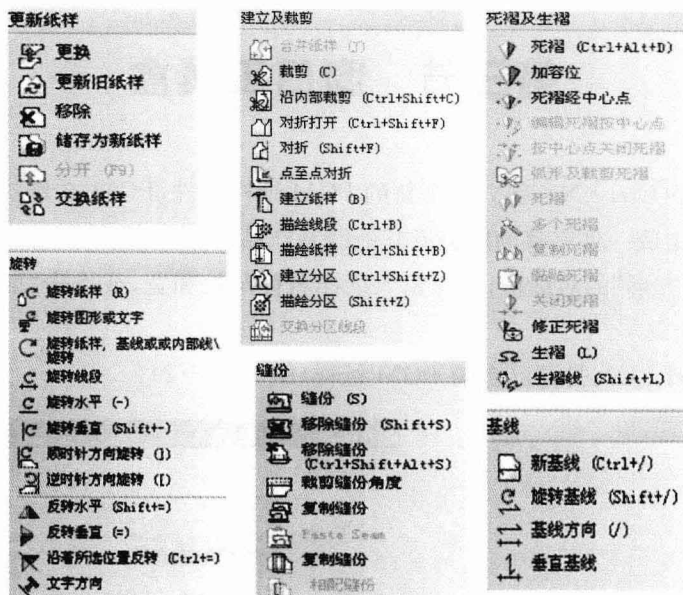 更新纸样
更换
更新旧纸样
移除
储存为新纸样
分开 (F9)
交换纸样
旋转
旋转纸样 (R)
旋转图形或文字
旋转纸样, 基线或或内部线\
旋转
旋转线段
旋转水平 (-)
旋转垂直 (Shift+-)
顺时针方向旋转 (])
逆时针方向旋转 ([)
反转水平 (Shift+=)
反转垂直 (=)
沿著所选位置反转 (Ctrl+=)
文字方向
建立及裁剪
合并纸样 (J)
裁剪 (C)
沿内部裁剪 (Ctrl+Shift+C)
对折打开 (Ctrl+Shift+F)
对折 (Shift+F)
点至点对折
建立纸样 (B)
描绘线段 (Ctrl+B)
描绘纸样 (Ctrl+Shift+B)
建立分区 (Ctrl+Shift+Z)
描绘分区 (Shift+Z)
交换分区线段
缝份
缝份 (S)
移除缝份 (Shift+S)
移除缝份
(Ctrl+Shift+Alt+S)
裁剪缝份角度
复制缝份
Paste Seam
复制缝份
相配缝份
死褶及生褶
死褶 (Ctrl+Alt+D)
加容位
死褶经中心点
编辑死褶按中心点
按中心点关闭死褶
弧形及裁剪死褶
死褶
多个死褶
复制死褶
黏贴死褶
关闭死褶
修正死褶
生褶 (L)
生褶线 (Shift+L)
基线
新基线 (Ctrl+/)
旋转基线 (Shift+/)
基线方向 (/)
垂直基线